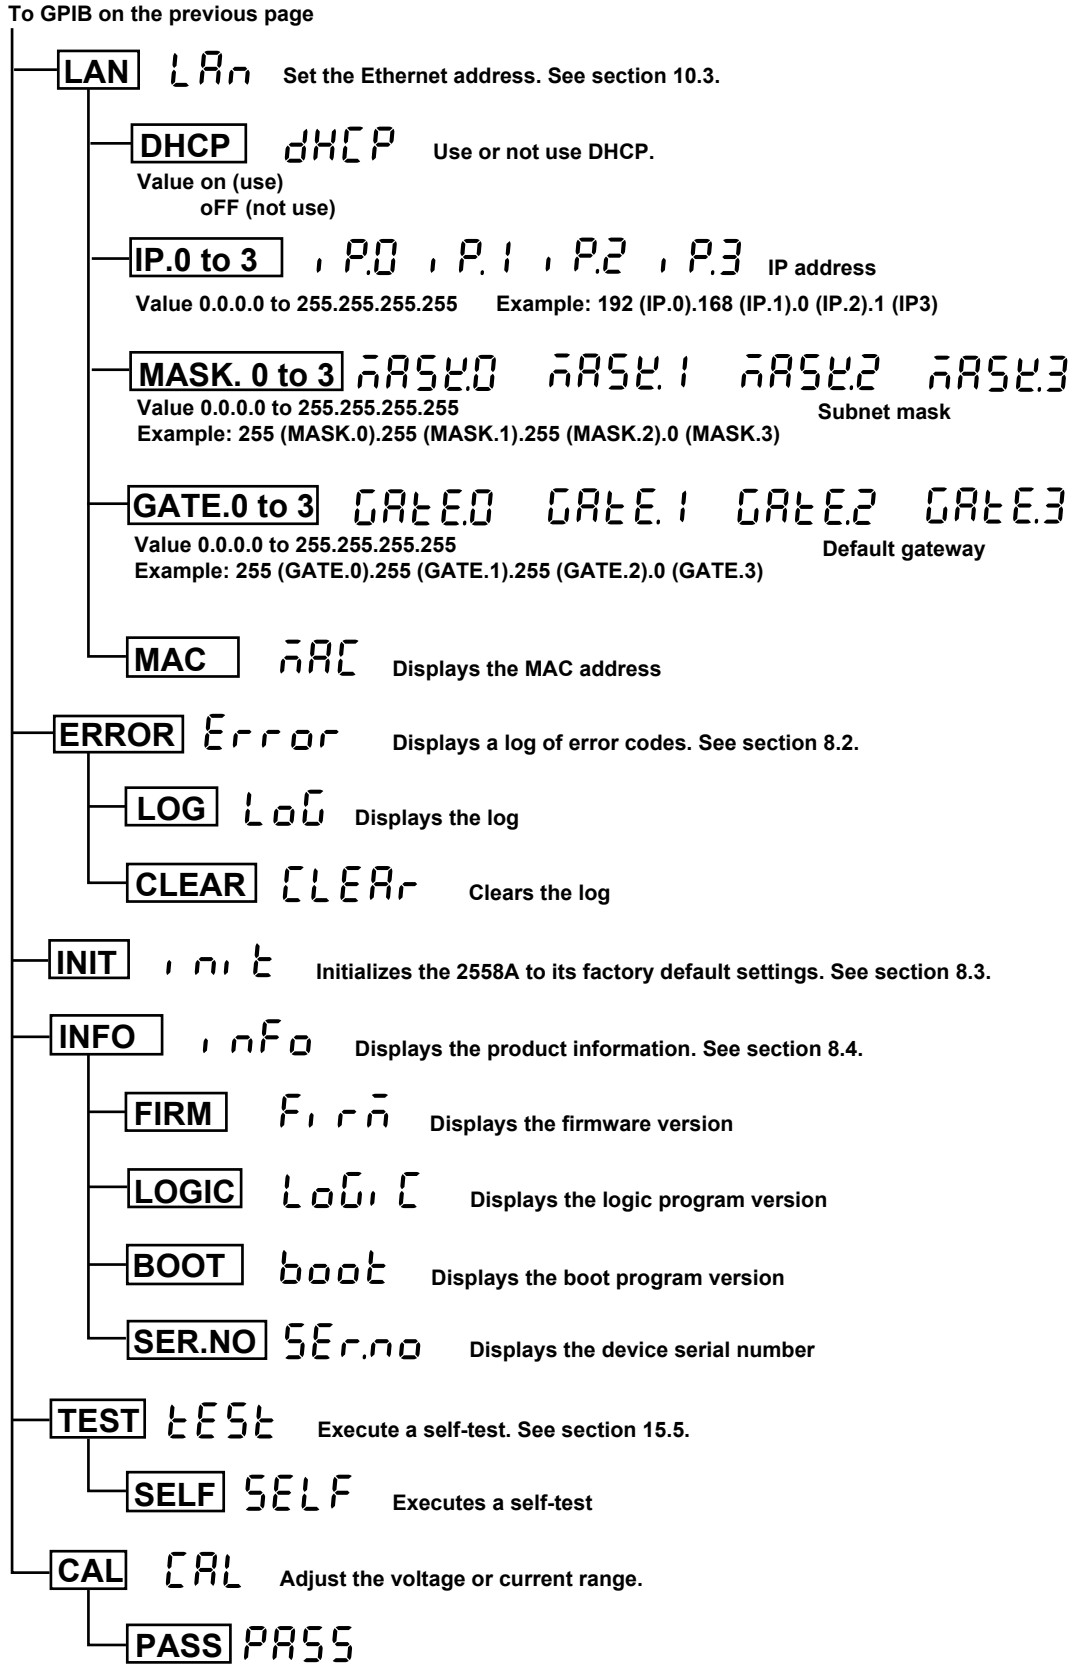 To GPIB on the previous page
LAN LAn Set the Ethernet address. See section 10.3.
DHCP dHCP Use or not use DHCP.
Value on (use)
oFF (not use)
IP.0 to 3 iP.0 iP.1 iP.2 iP.3 IP address
Value 0.0.0.0 to 255.255.255.255 Example: 192 (IP.0).168 (IP.1).0 (IP.2).1 (IP3)
MASK. 0 to 3 mASK.0 mASK.1 mASK.2 mASK.3
Value 0.0.0.0 to 255.255.255.255 Subnet mask
Example: 255 (MASK.0).255 (MASK.1).255 (MASK.2).0 (MASK.3)
GATE.0 to 3 GAtE.0 GAtE.1 GAtE.2 GAtE.3
Value 0.0.0.0 to 255.255.255.255 Default gateway
Example: 255 (GATE.0).255 (GATE.1).255 (GATE.2).0 (GATE.3)
MAC mAC Displays the MAC address
ERROR Error Displays a log of error codes. See section 8.2.
LOG LoG Displays the log
CLEAR CLEAr Clears the log
INIT init Initializes the 2558A to its factory default settings. See section 8.3.
INFO inFo Displays the product information. See section 8.4.
FIRM Firm Displays the firmware version
LOGIC LoGiC Displays the logic program version
BOOT boot Displays the boot program version
SER.NO SEr.no Displays the device serial number
TEST tESt Execute a self-test. See section 15.5.
SELF SELF Executes a self-test
CAL CAL Adjust the voltage or current range.
PASS PASS